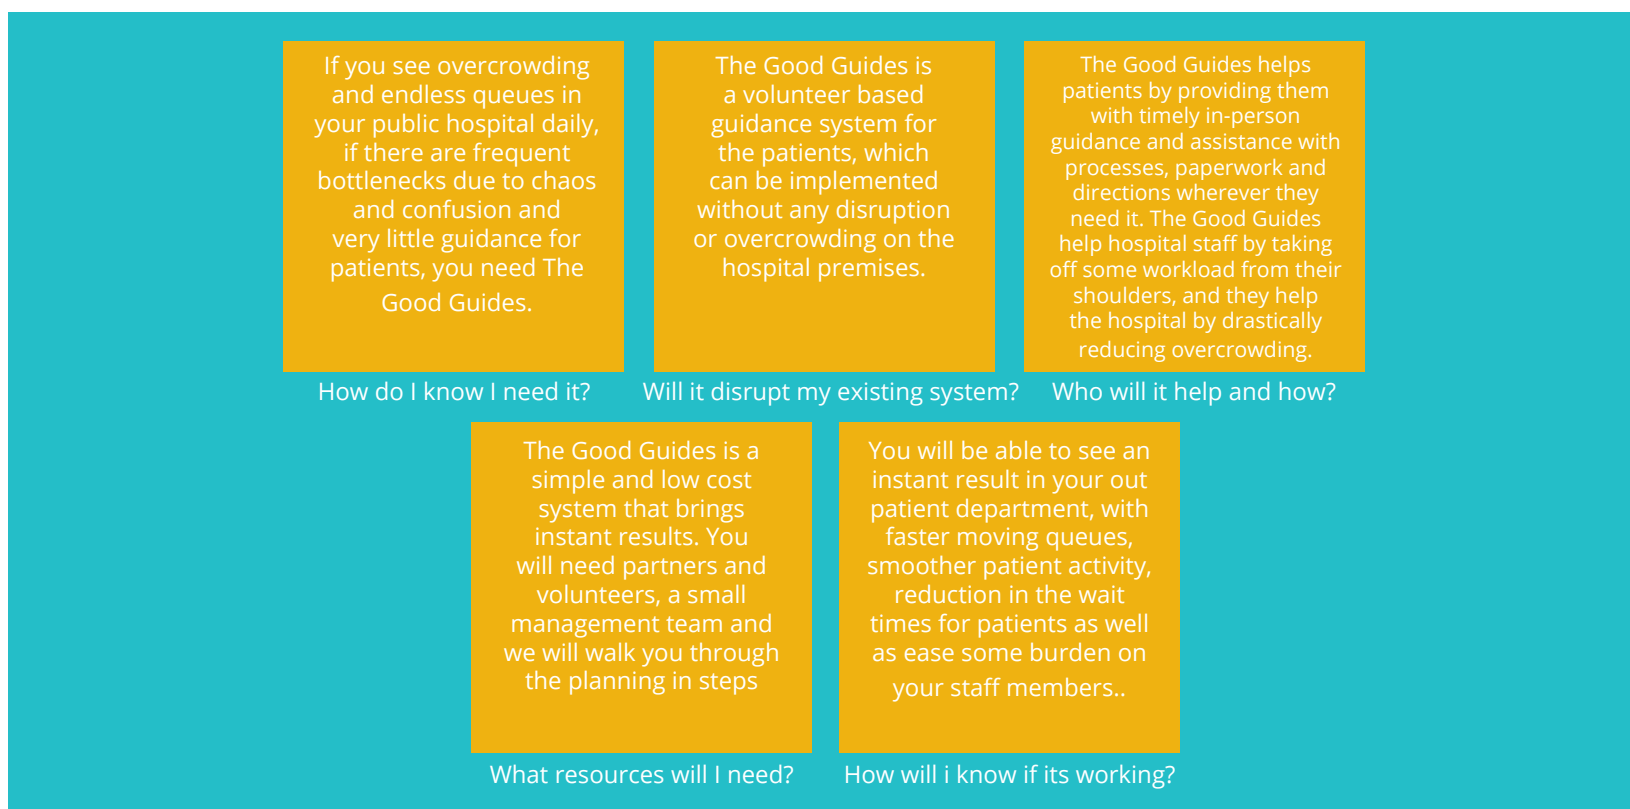 If you see overcrowding
and endless queues in
your public hospital daily,
if there are frequent
bottlenecks due to chaos
and confusion and
very little guidance for
patients, you need The
Good Guides.
How do I know I need it?
The Good Guides is
a volunteer based
guidance system for
the patients, which
can be implemented
without any disruption
or overcrowding on the
hospital premises.
Will it disrupt my existing system?
The Good Guides helps
patients by providing them
with timely in-person
guidance and assistance with
processes, paperwork and
directions wherever they
need it. The Good Guides
help hospital staff by taking
off some workload from their
shoulders, and they help
the hospital by drastically
reducing overcrowding.
Who will it help and how?
The Good Guides is a
simple and low cost
system that brings
instant results. You
will need partners and
volunteers, a small
management team and
we will walk you through
the planning in steps
What resources will I need?
You will be able to see an
instant result in your out
patient department, with
faster moving queues,
smoother patient activity,
reduction in the wait
times for patients as well
as ease some burden on
your staff members..
How will i know if its working?